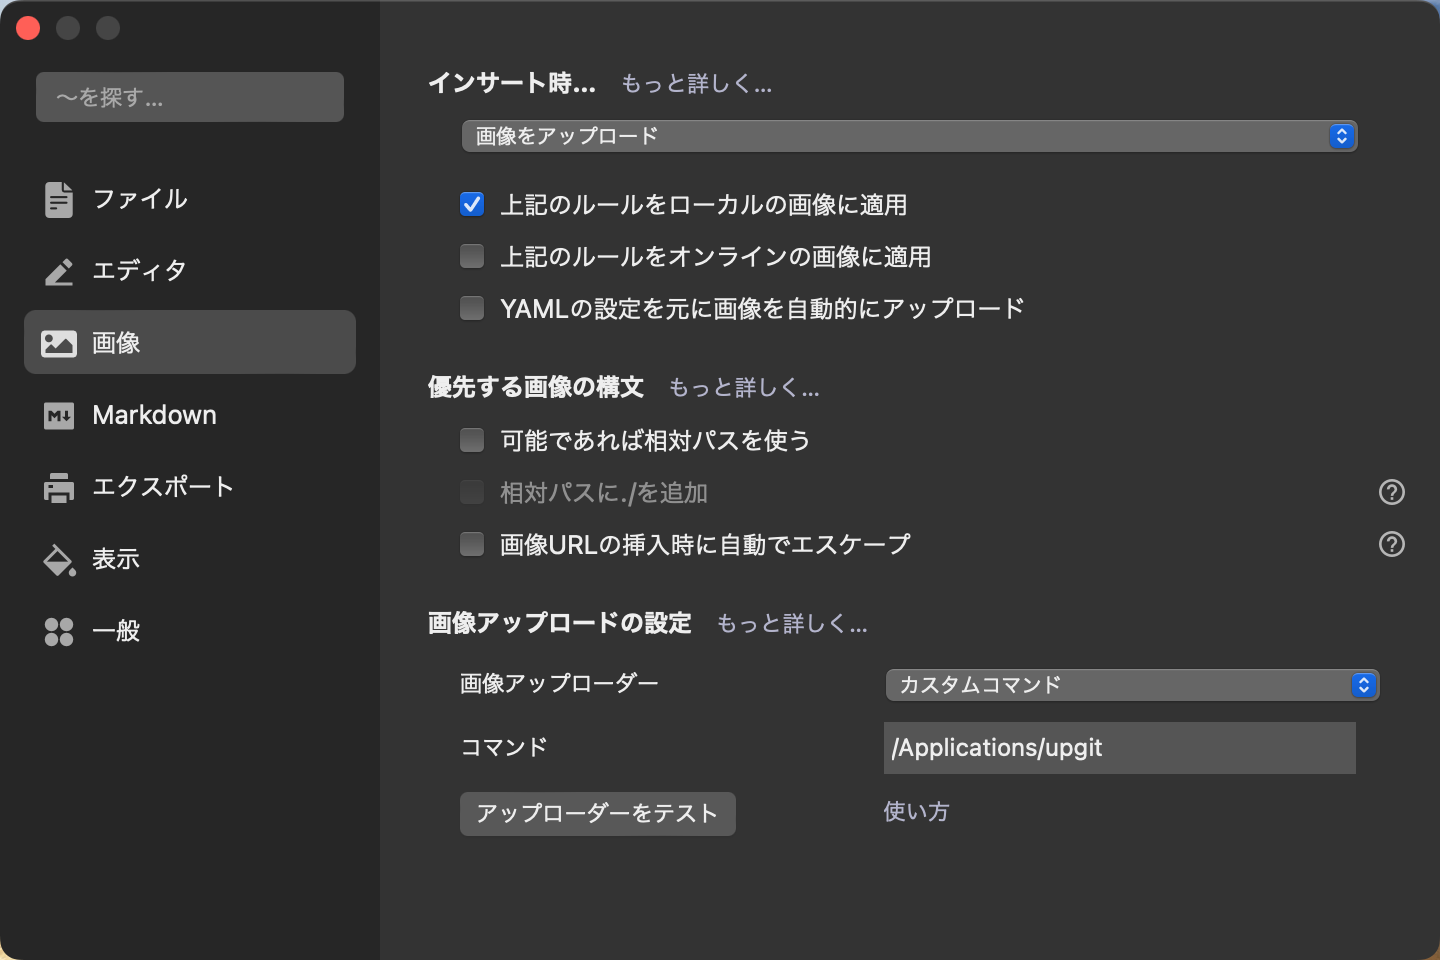 ～を探す...
ファイル
エディタ
画像
Markdown
エクスポート
表示
一般
インサート時... もっと詳しく...
画像をアップロード
上記のルールをローカルの画像に適用
上記のルールをオンラインの画像に適用
YAMLの設定を元に画像を自動的にアップロード
優先する画像の構文 もっと詳しく...
可能であれば相対パスを使う
相対パスに./を追加
画像URLの挿入時に自動でエスケープ
画像アップロードの設定 もっと詳しく...
画像アップローダー カスタムコマンド
コマンド /Applications/upgit
アップローダーをテスト 使い方